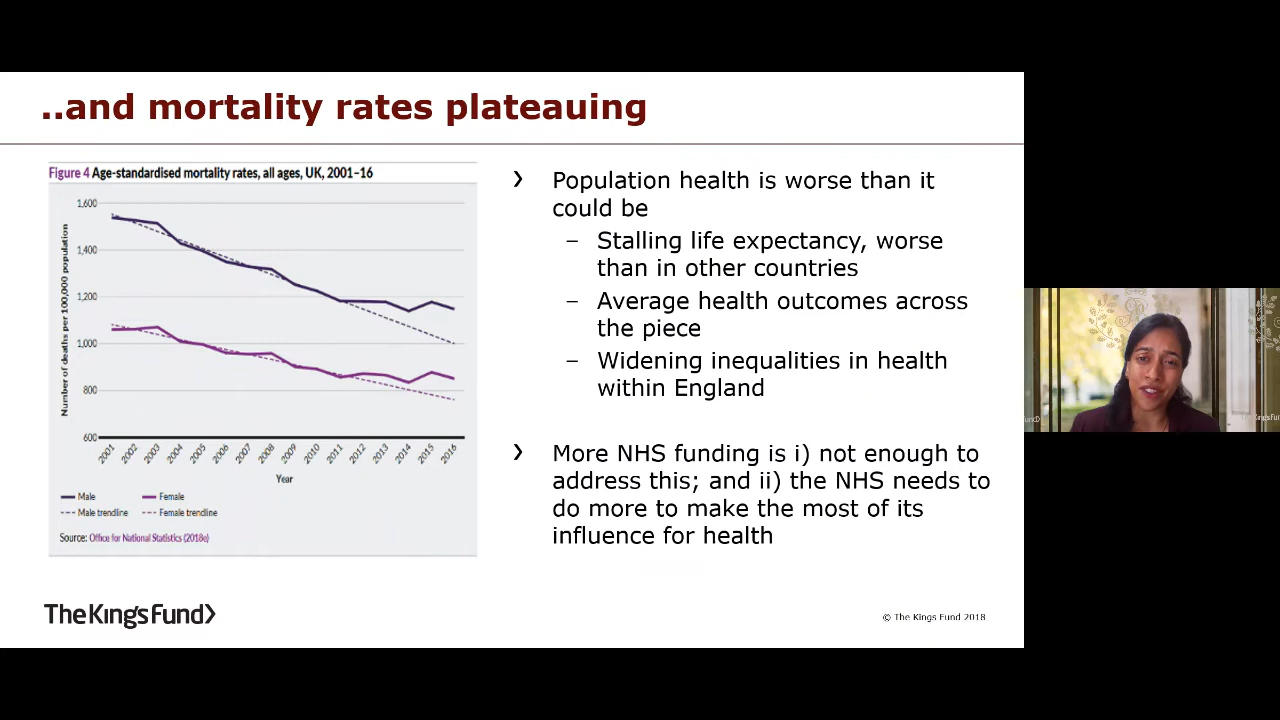 ..and mortality rates plateauing
Figure 4 Age-standardised mortality rates, all ages, UK, 2001–16
Number of deaths per 100,000 population
1,600
1,400
1,200
1,000
800
600
2001
2002
2003
2004
2005
2006
2007
2008
2009
2010
2011
2012
2013
2014
2015
2016
Year
Male
Female
Male trendline
Female trendline
Source: Office for National Statistics (2018e)
› Population health is worse than it
could be
– Stalling life expectancy, worse
than in other countries
– Average health outcomes across
the piece
– Widening inequalities in health
within England
› More NHS funding is i) not enough to
address this; and ii) the NHS needs to
do more to make the most of its
influence for health
The King's Fund
© The Kings Fund 2018